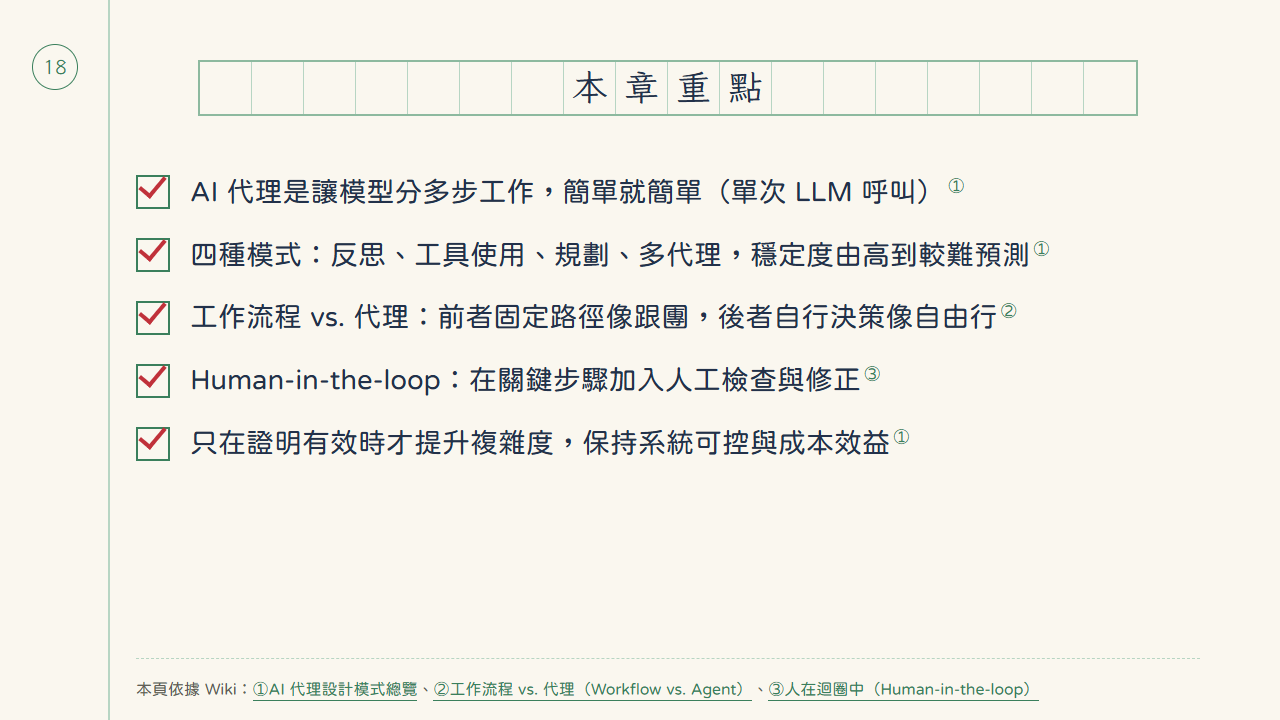 18
本章重點
AI 代理是讓模型分多步工作，簡單就簡單（單次 LLM 呼叫）①
四種模式：反思、工具使用、規劃、多代理，穩定度由高到較難預測①
工作流程 vs. 代理：前者固定路徑像跟團，後者自行決策像自由行②
Human-in-the-loop：在關鍵步驟加入人工檢查與修正③
只在證明有效時才提升複雜度，保持系統可控與成本效益①
本頁依據 Wiki：①AI 代理設計模式總覽、②工作流程 vs. 代理（Workflow vs. Agent）、③人在迴圈中（Human-in-the-loop）